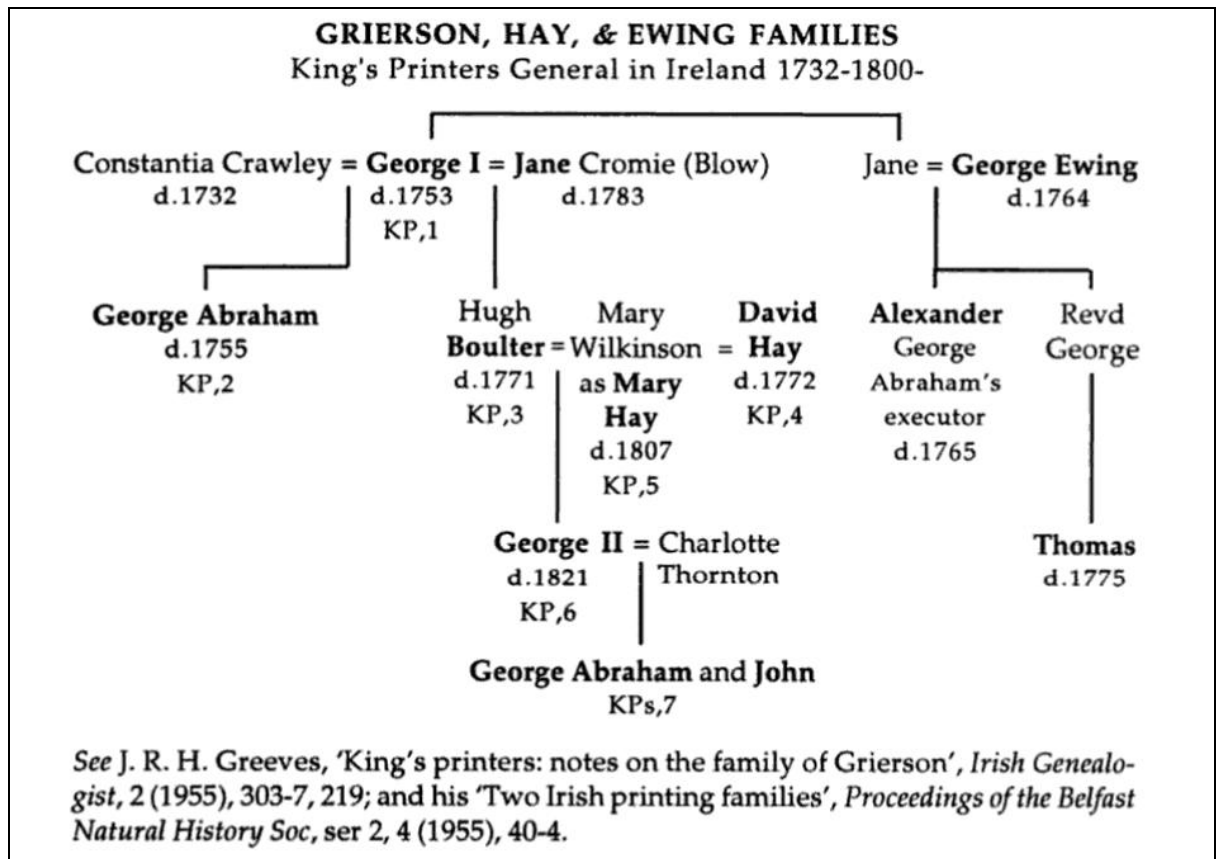 GRIERSON, HAY, & EWING FAMILIES
King's Printers General in Ireland 1732-1800-
Constantia Crawley = George I = Jane Cromie (Blow) Jane = George Ewing
d.1732 d.1753 d.1783 d.1764
KP,1
George Abraham
d.1755
KP,2
Hugh
Boulter =
d.1771
KP,3
Mary
Wilkinson =
as Mary
Hay
d.1807
KP,5
David
Hay
d.1772
KP,4
Alexander
George
Abraham's
executor
d.1765
Revd
George
George II = Charlotte
d.1821 Thornton
KP,6
Thomas
d.1775
George Abraham and John
KPs,7
See J. R. H. Greeves, 'King's printers: notes on the family of Grierson', Irish Genealo-
gist, 2 (1955), 303-7, 219; and his 'Two Irish printing families', Proceedings of the Belfast
Natural History Soc, ser 2, 4 (1955), 40-4.